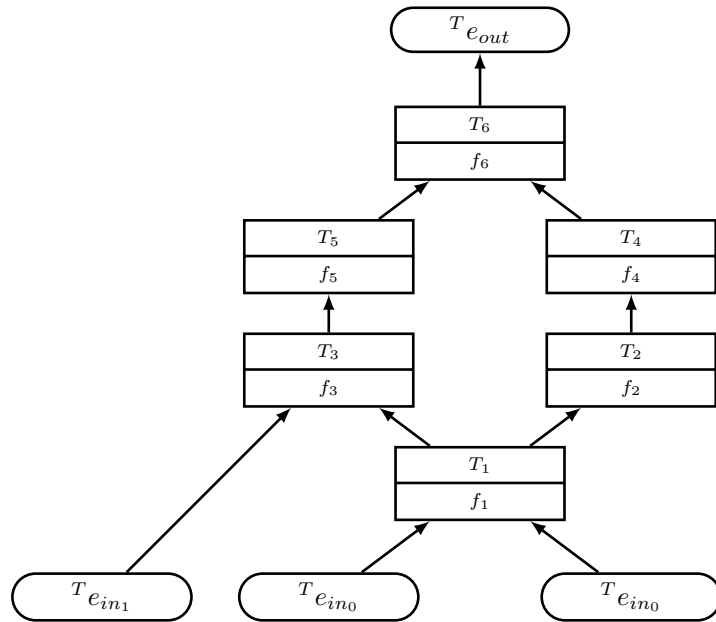 ᵀe_out
T₆
f₆
T₅ T₄
f₅ f₄
T₃ T₂
f₃ f₂
T₁
f₁
ᵀe_in₁ ᵀe_in₀ ᵀe_in₀